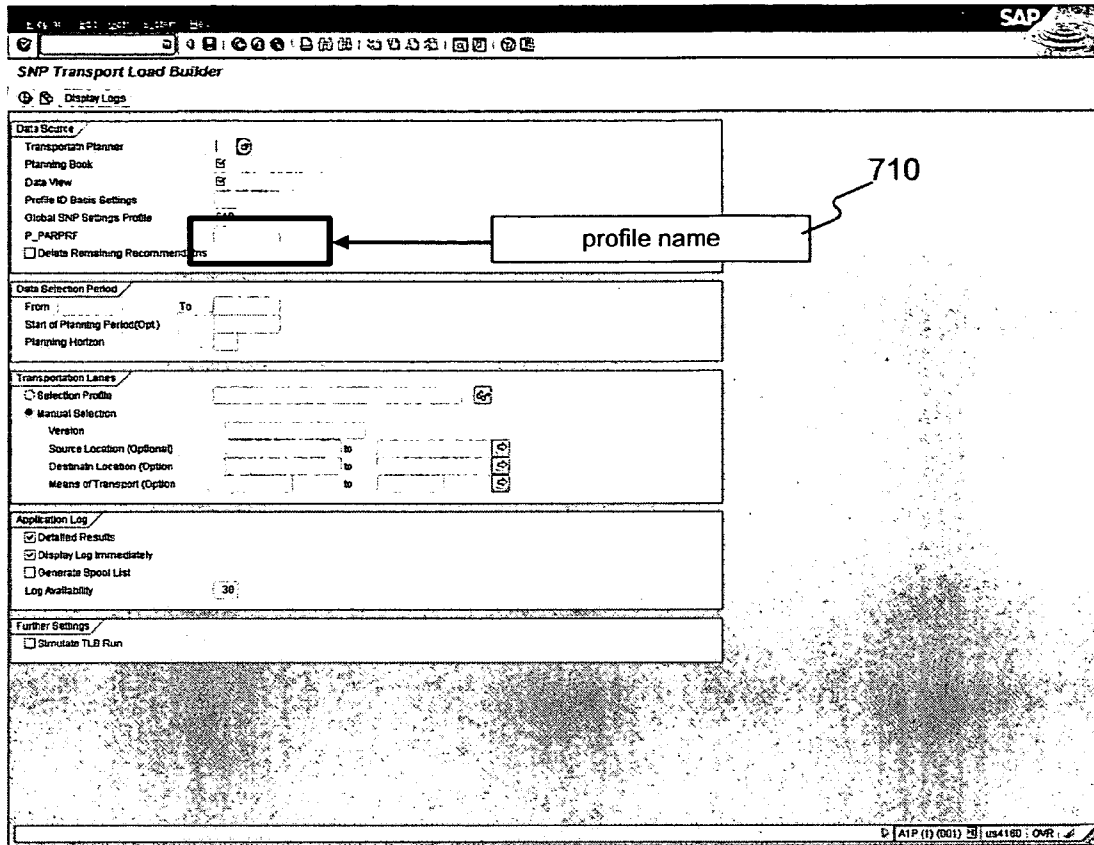 SAP
SNP Transport Load Builder
Display Logs
Data Source
Transportatn Planner
Planning Book
Data View
Profile ID Basis Settings
Global SNP Settings Profile SAP
P_PARPRF
Delete Remaining Recommendtns
profile name
710
Data Selection Period
From To
Start of Planning Period(Opt.)
Planning Horizon
Transportation Lanes
Selection Profile
Manual Selection
Version
Source Location (Optional) to
Destinatn Location (Option to
Means of Transport (Option to
Application Log
Detailed Results
Display Log Immediately
Generate Spool List
Log Availability 30
Further Settings
Simulate TLB Run
A1P (1) (001) us4160 OVR